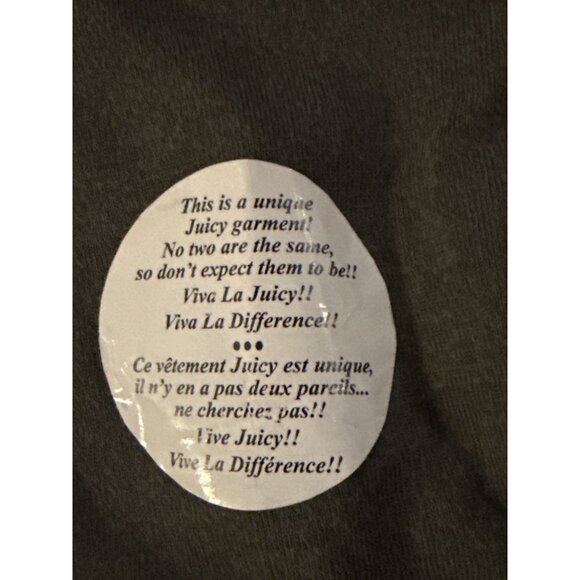 This is a unique
Juicy garment!
No two are the same,
so don't expect them to be!!
Viva La Juicy!!
Viva La Difference!!
•••
Ce vêtement Juicy est unique,
il n'y en a pas deux pareils...
ne cherchez pas!!
Vive Juicy!!
Vive La Différence!!